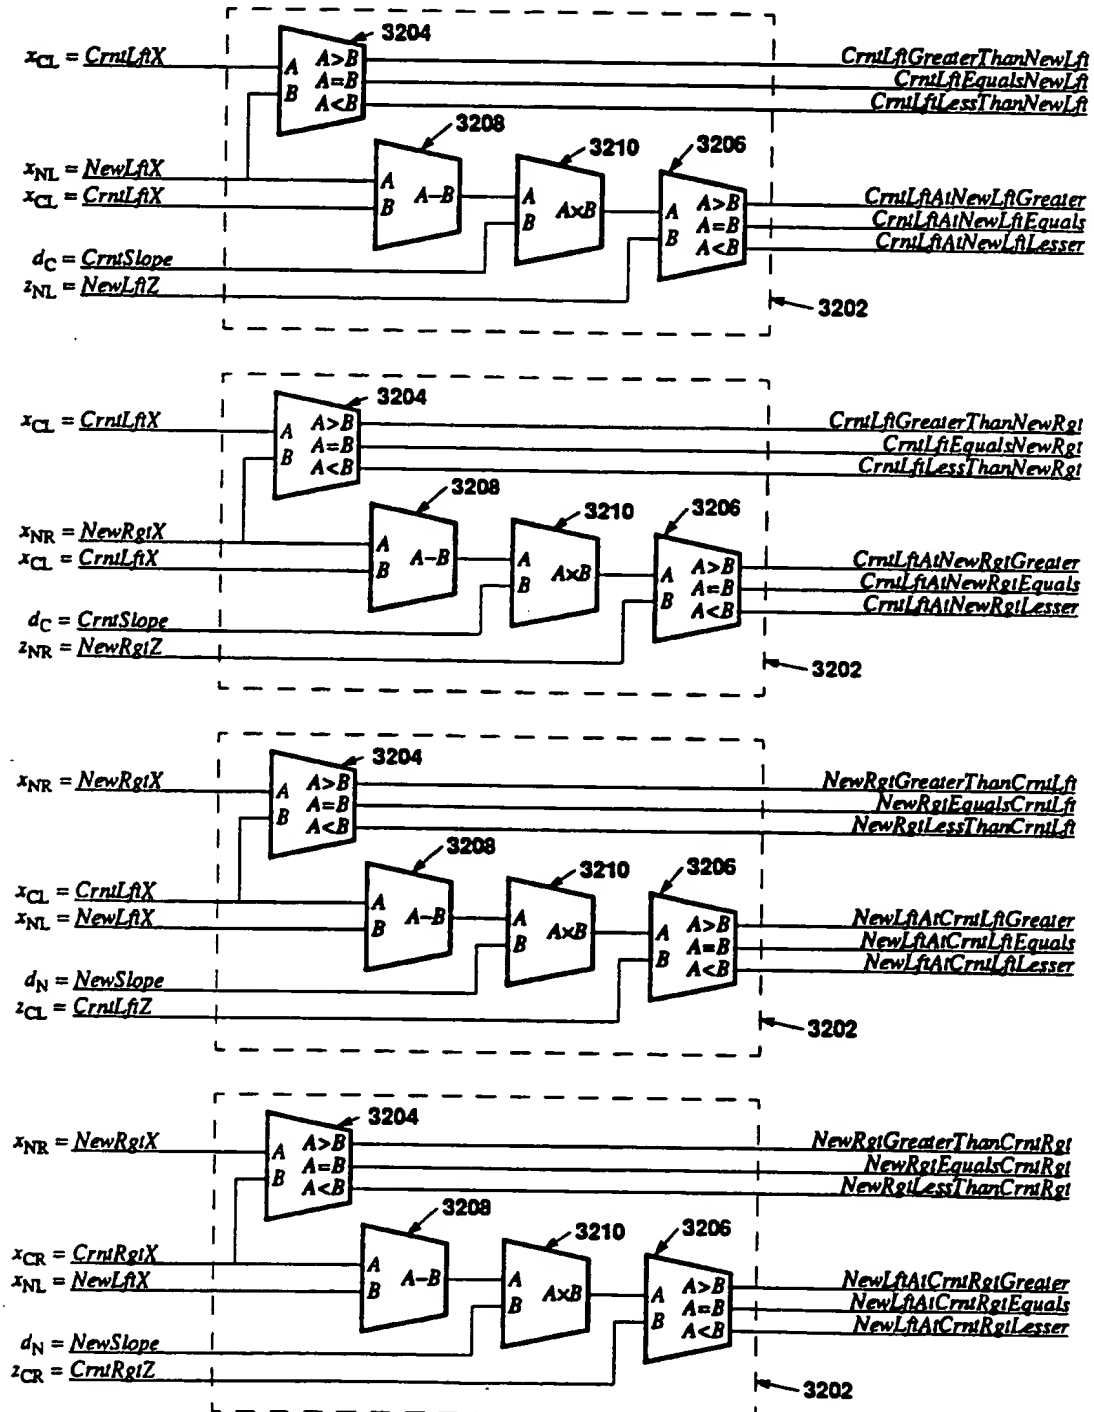 3204
x_CL = CrntLftX
A A>B
CrntLftGreaterThanNewLft
A=B
CrntLftEqualsNewLft
B A<B
CrntLftLessThanNewLft
3208
3210
3206
x_NL = NewLftX
x_CL = CrntLftX
A A−B
B
A A×B
B
A A>B
B A=B
A<B
CrntLftAtNewLftGreater
CrntLftAtNewLftEquals
CrntLftAtNewLftLesser
d_C = CrntSlope
z_NL = NewLftZ
3202
3204
x_CL = CrntLftX
A A>B
CrntLftGreaterThanNewRgt
A=B
CrntLftEqualsNewRgt
B A<B
CrntLftLessThanNewRgt
3208
3210
3206
x_NR = NewRgtX
x_CL = CrntLftX
A A−B
B
A A×B
B
A A>B
B A=B
A<B
CrntLftAtNewRgtGreater
CrntLftAtNewRgtEquals
CrntLftAtNewRgtLesser
d_C = CrntSlope
z_NR = NewRgtZ
3202
3204
x_NR = NewRgtX
A A>B
NewRgtGreaterThanCrntLft
A=B
NewRgtEqualsCrntLft
B A<B
NewRgtLessThanCrntLft
3208
3210
3206
x_CL = CrntLftX
x_NL = NewLftX
A A−B
B
A A×B
B
A A>B
B A=B
A<B
NewLftAtCrntLftGreater
NewLftAtCrntLftEquals
NewLftAtCrntLftLesser
d_N = NewSlope
z_CL = CrntLftZ
3202
3204
x_NR = NewRgtX
A A>B
NewRgtGreaterThanCrntRgt
A=B
NewRgtEqualsCrntRgt
B A<B
NewRgtLessThanCrntRgt
3208
3210
3206
x_CR = CrntRgtX
x_NL = NewLftX
A A−B
B
A A×B
B
A A>B
B A=B
A<B
NewLftAtCrntRgtGreater
NewLftAtCrntRgtEquals
NewLftAtCrntRgtLesser
d_N = NewSlope
z_CR = CrntRgtZ
3202